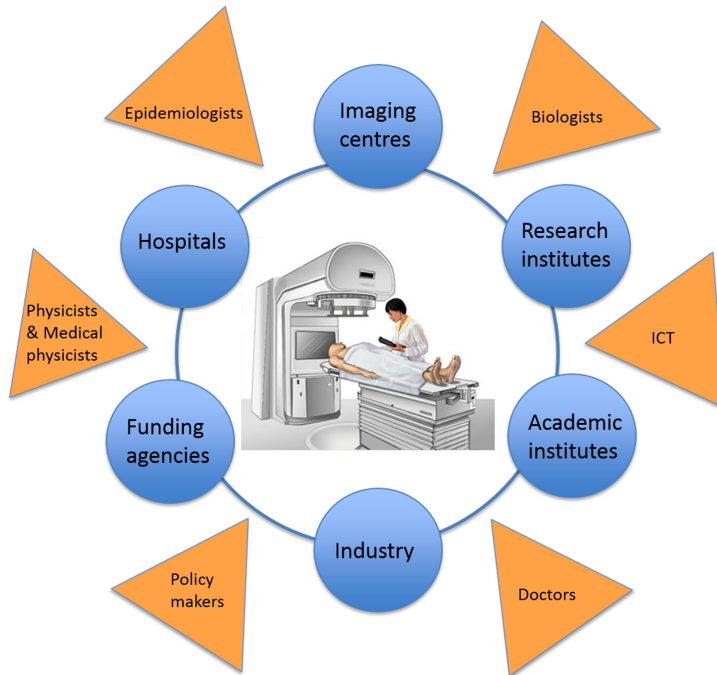 Imaging
centres
Epidemiologists
Biologists
Hospitals
Research
institutes
Physicists
& Medical
physicists
ICT
Funding
agencies
Academic
institutes
Industry
Policy
makers
Doctors